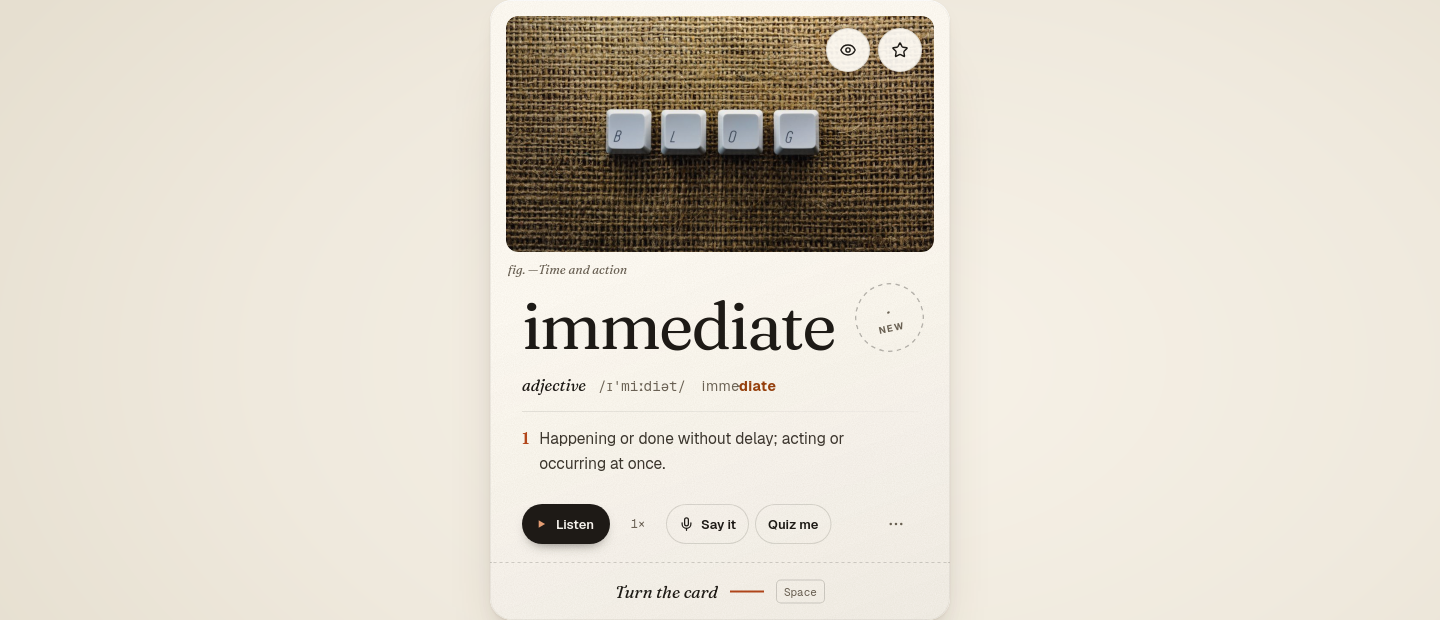 B L O G
fig. —Time and action
immediate
NEW
adjective /ɪˈmiːdiət/ immediate
1 Happening or done without delay; acting or
occurring at once.
Listen 1× Say it Quiz me ···
Turn the card Space